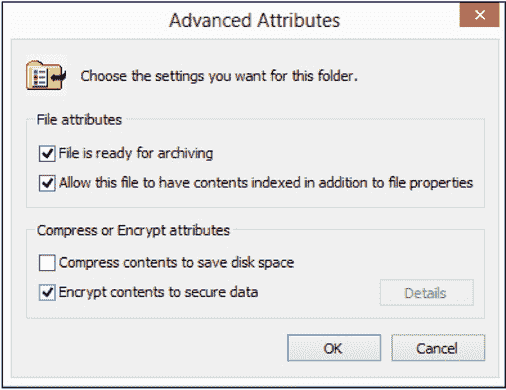 Advanced Attributes
Choose the settings you want for this folder.
File attributes
File is ready for archiving
Allow this file to have contents indexed in addition to file properties
Compress or Encrypt attributes
Compress contents to save disk space
Encrypt contents to secure data
Details
OK
Cancel